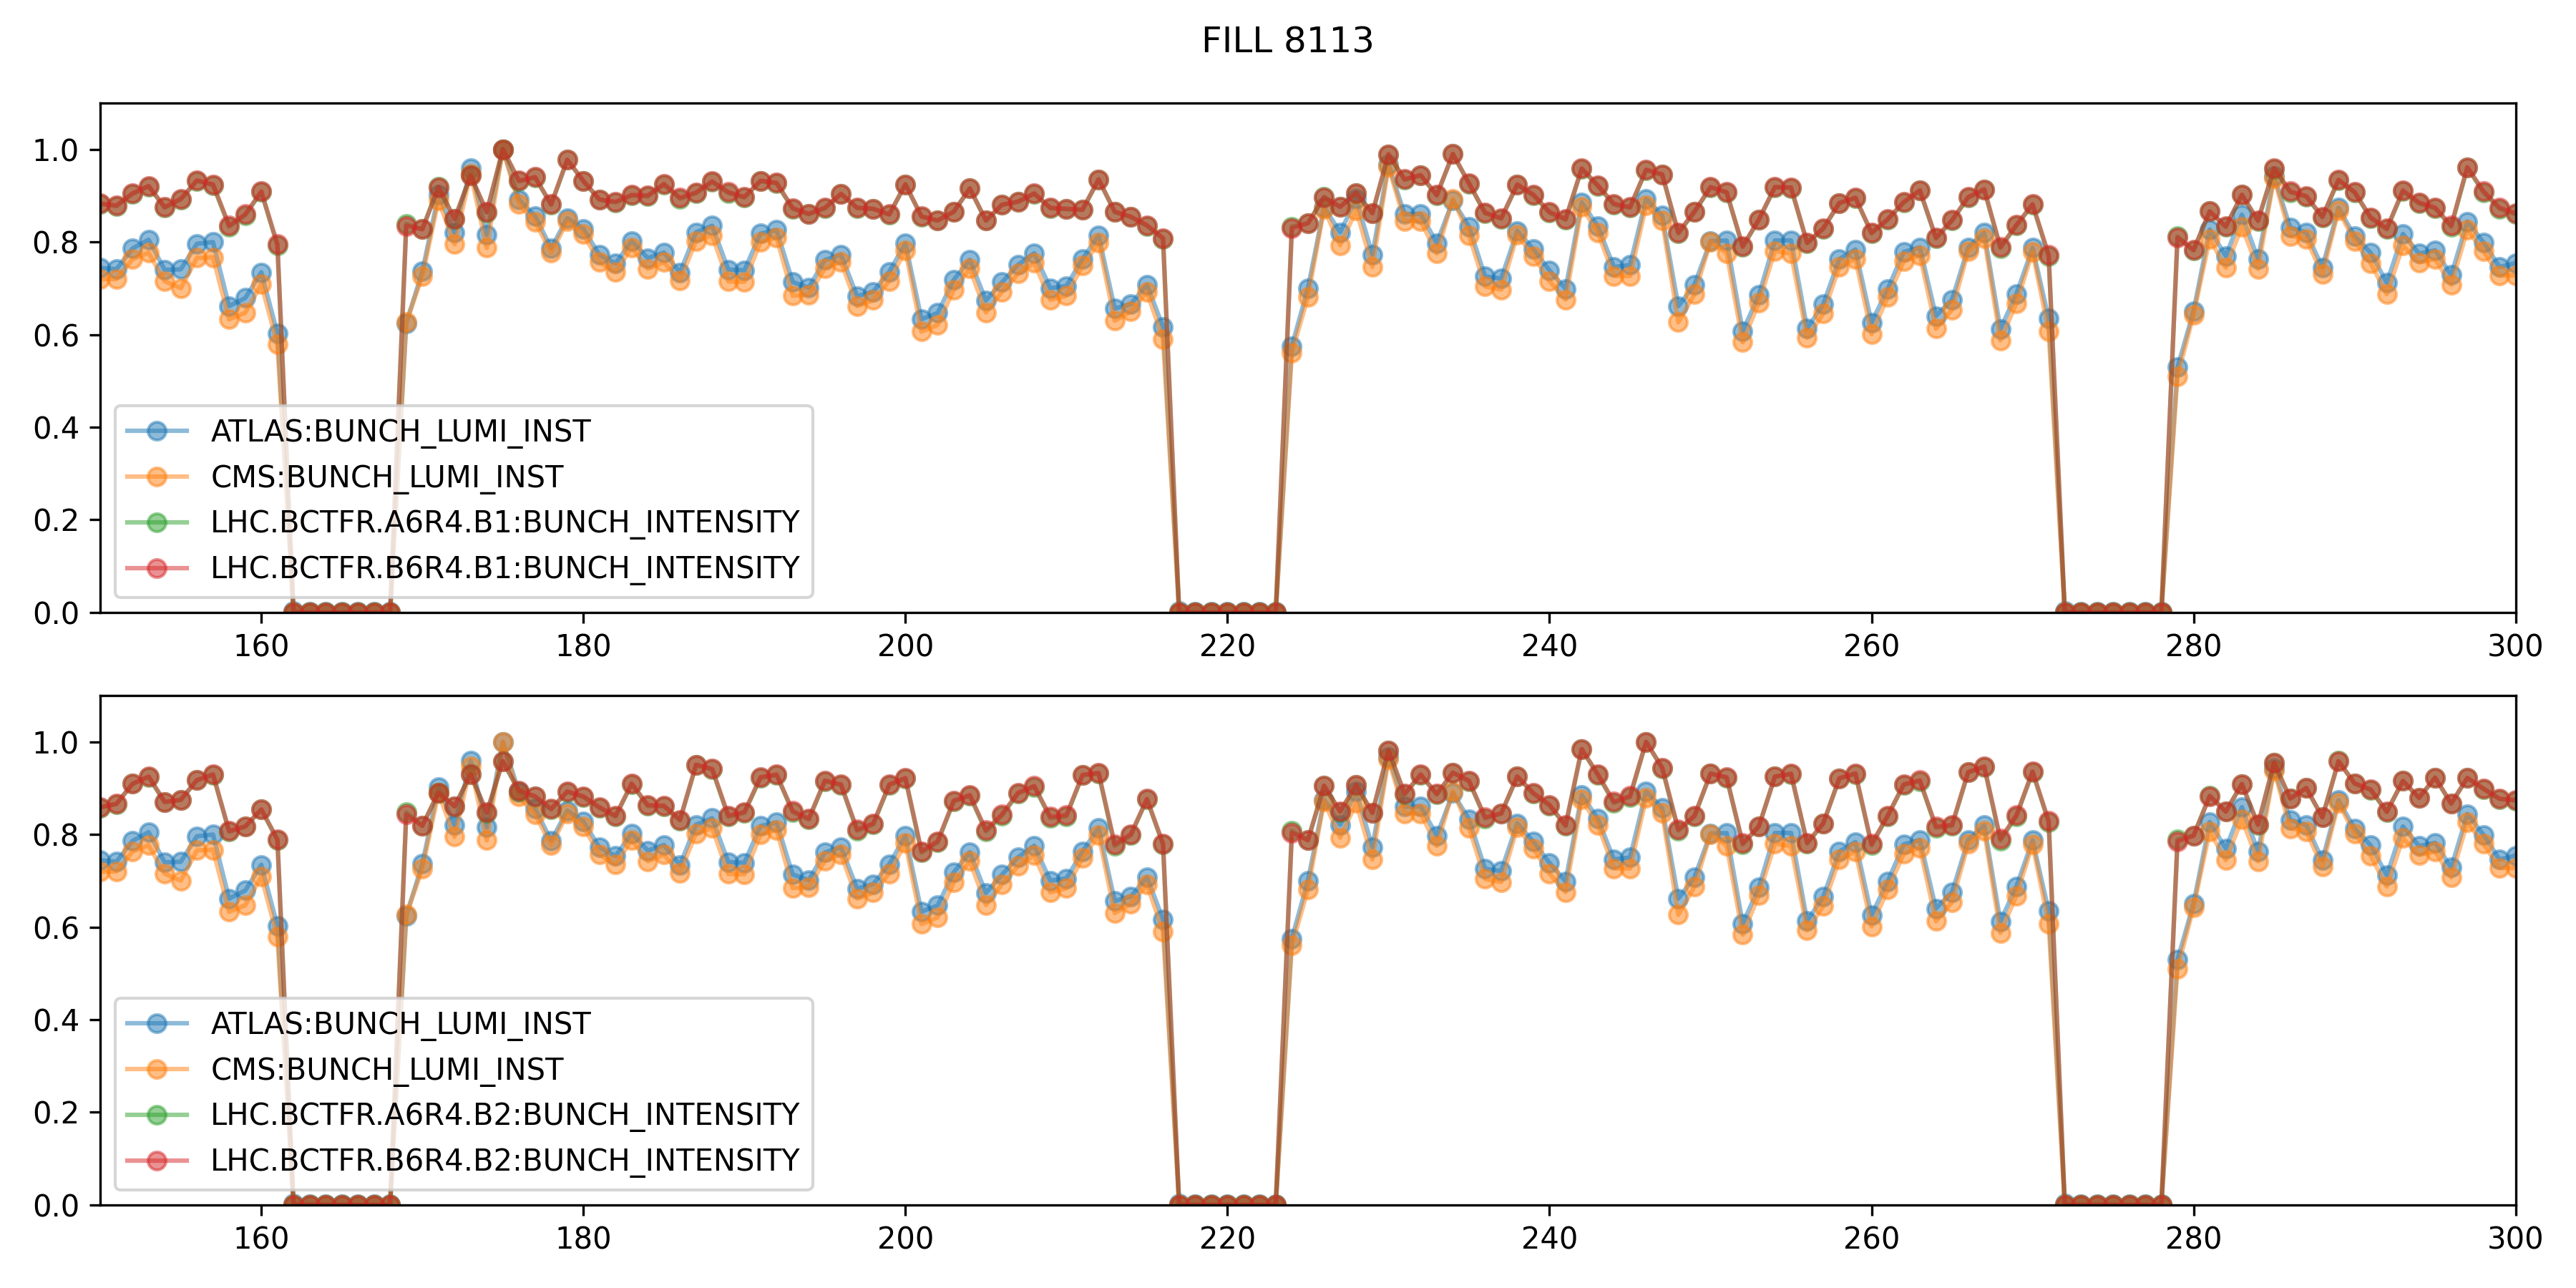 FILL 8113
1.0
0.8
0.6
0.4
0.2
0.0
ATLAS:BUNCH_LUMI_INST
CMS:BUNCH_LUMI_INST
LHC.BCTFR.A6R4.B1:BUNCH_INTENSITY
LHC.BCTFR.B6R4.B1:BUNCH_INTENSITY
160 180 200 220 240 260 280 300
1.0
0.8
0.6
0.4
0.2
0.0
ATLAS:BUNCH_LUMI_INST
CMS:BUNCH_LUMI_INST
LHC.BCTFR.A6R4.B2:BUNCH_INTENSITY
LHC.BCTFR.B6R4.B2:BUNCH_INTENSITY
160 180 200 220 240 260 280 300